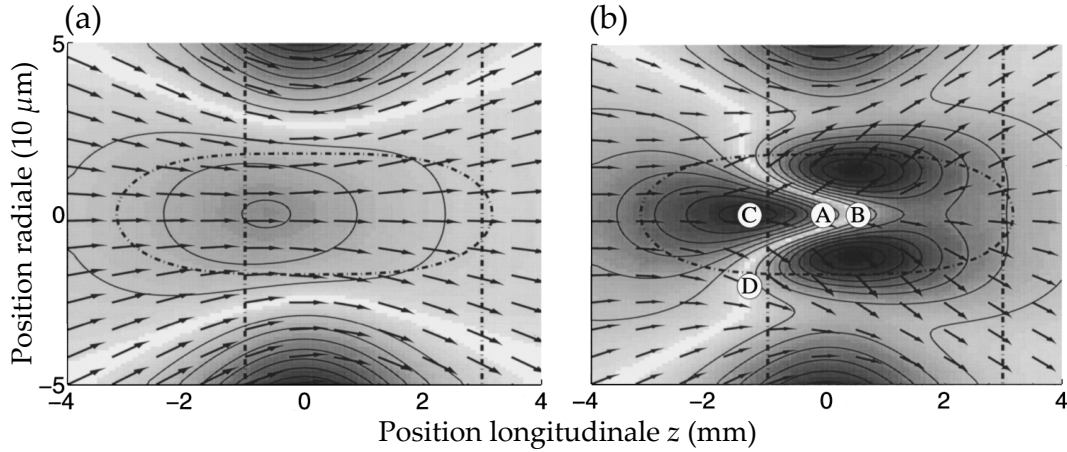 (a)
(b)
Position radiale (10 μm)
5
0
−5
−4
−2
0
2
4
−4
−2
0
2
4
C
A
B
D
Position longitudinale z (mm)